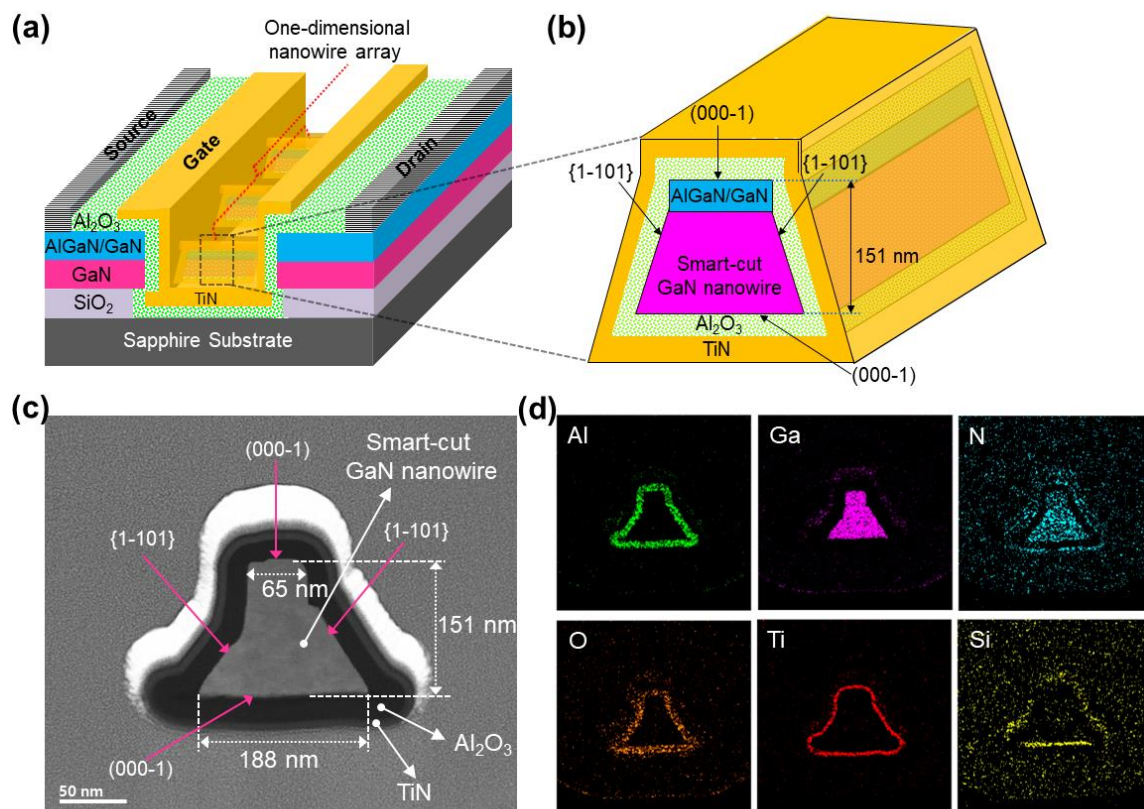 (a)
One-dimensional
nanowire array
Source
Gate
Drain
Al₂O₃
AlGaN/GaN
GaN
SiO₂
TiN
Sapphire Substrate
(b)
(000-1)
{1-101}
{1-101}
AlGaN/GaN
Smart-cut
GaN nanowire
151 nm
Al₂O₃
TiN
(000-1)
(c)
(000-1)
Smart-cut
GaN nanowire
{1-101}
{1-101}
65 nm
151 nm
188 nm
(000-1)
Al₂O₃
TiN
50 nm
(d)
Al
Ga
N
O
Ti
Si